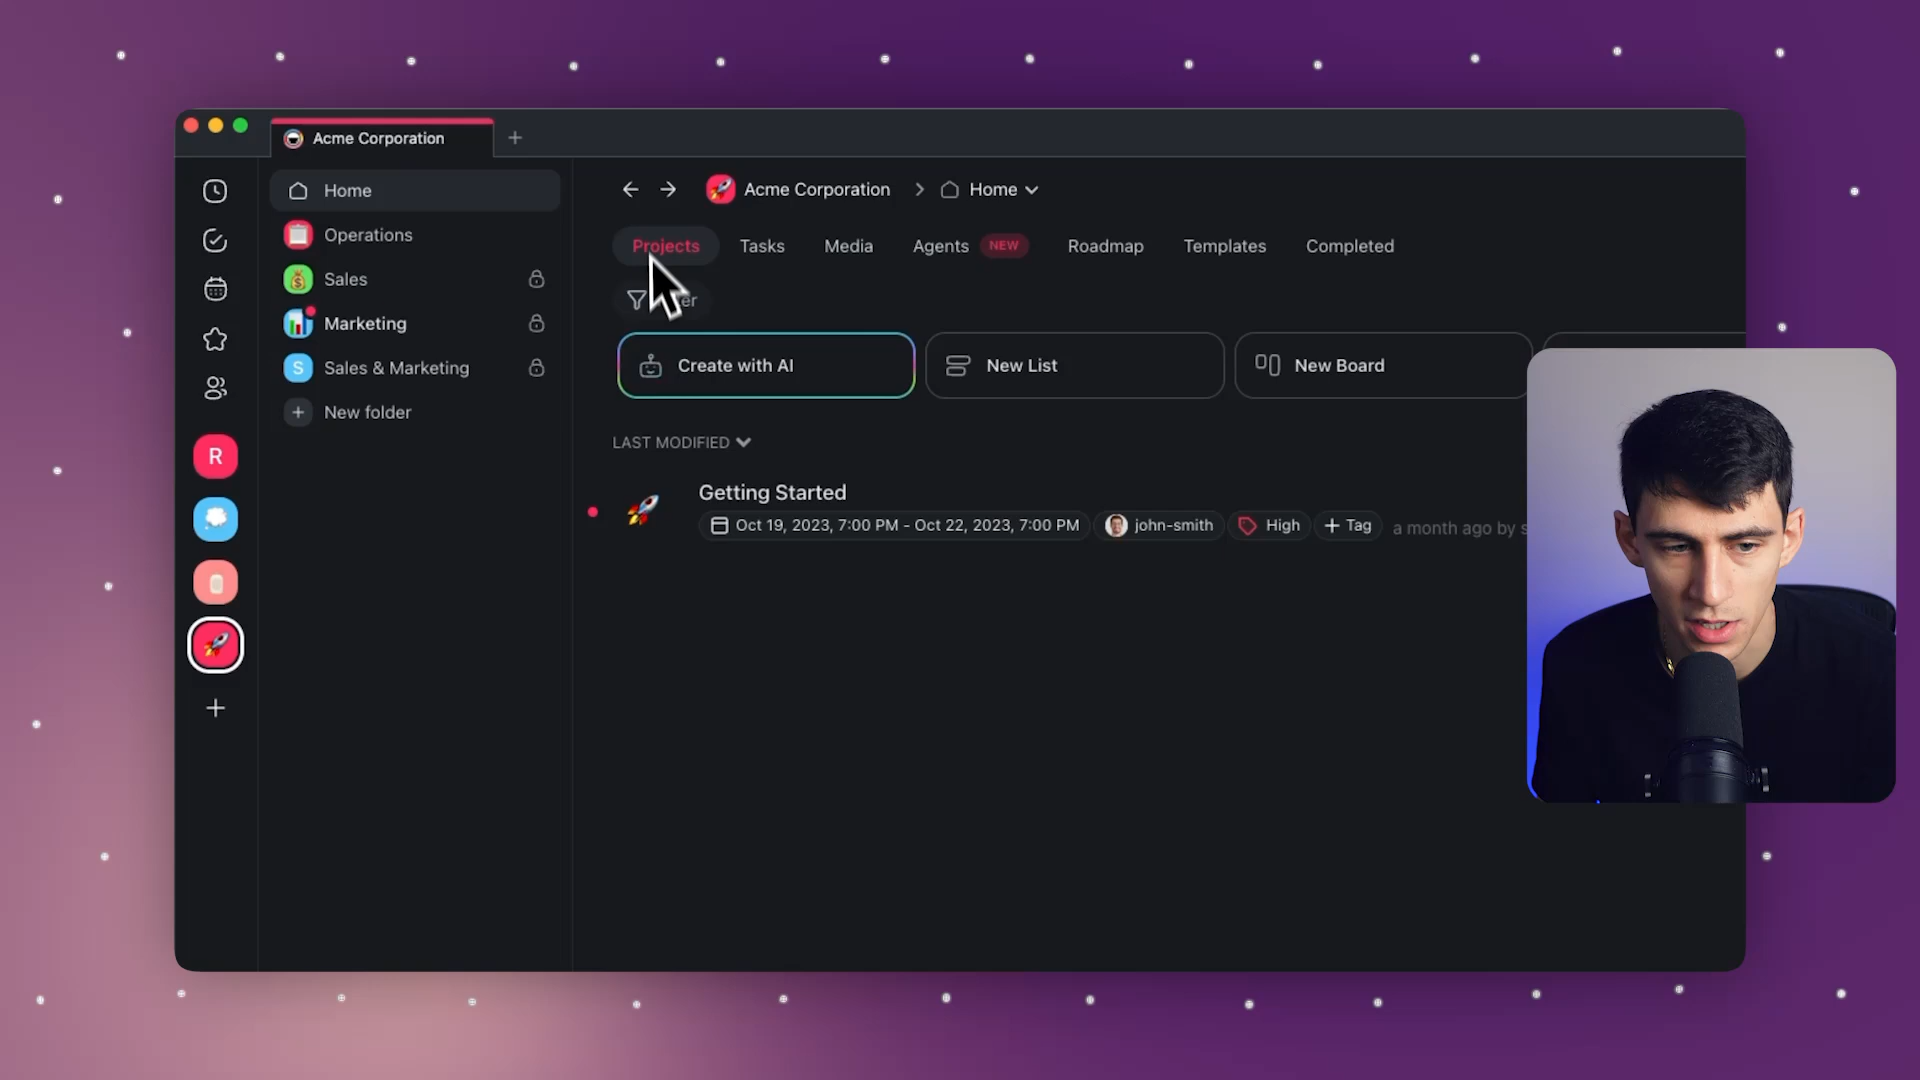 Acme Corporation
Home
Operations
Sales
Marketing
S Sales & Marketing
New folder
R
Acme Corporation > Home
Projects Tasks Media Agents NEW Roadmap Templates Completed
Create with AI New List New Board
LAST MODIFIED
Getting Started
Oct 19, 2023, 7:00 PM - Oct 22, 2023, 7:00 PM john-smith High + Tag a month ago by